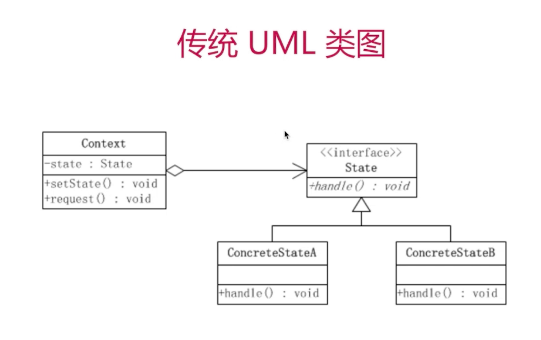 传统 UML 类图
Context
-state : State
+setState() : void
+request() : void
<<interface>>
State
+handle() : void
ConcreteStateA
+handle() : void
ConcreteStateB
+handle() : void